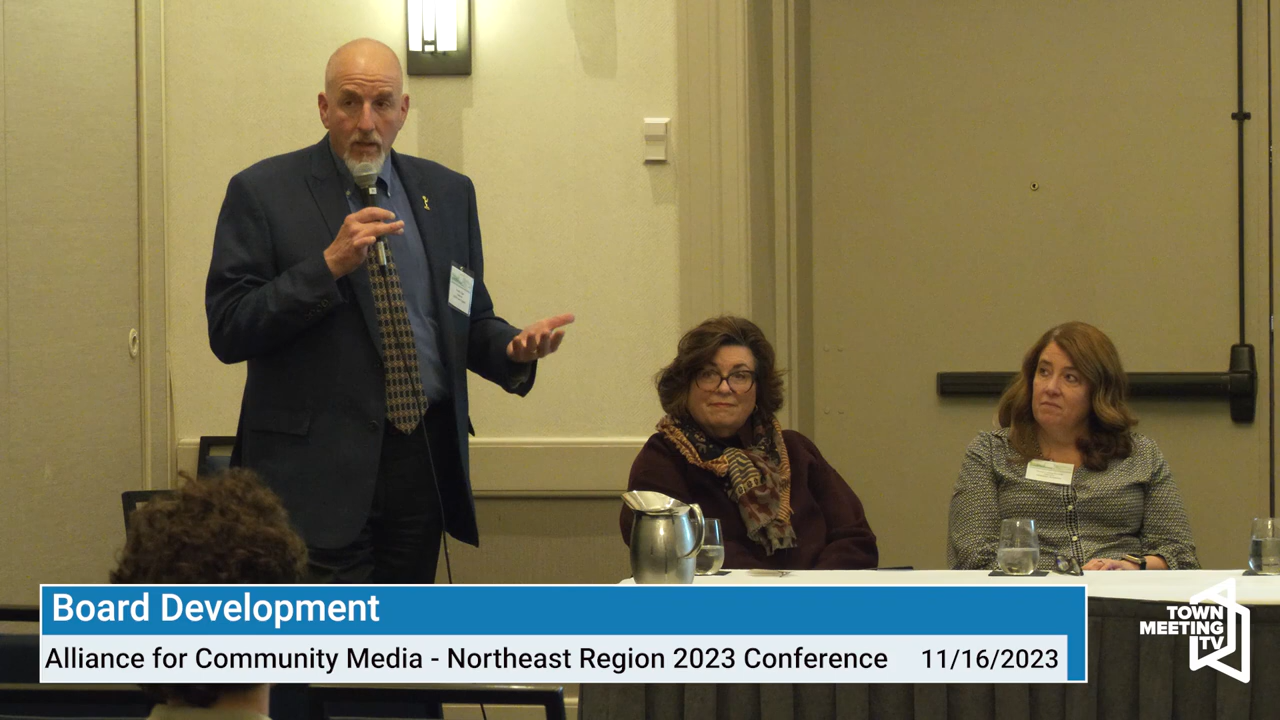 Board Development
Alliance for Community Media - Northeast Region 2023 Conference 11/16/2023
TOWN
MEETING
TV